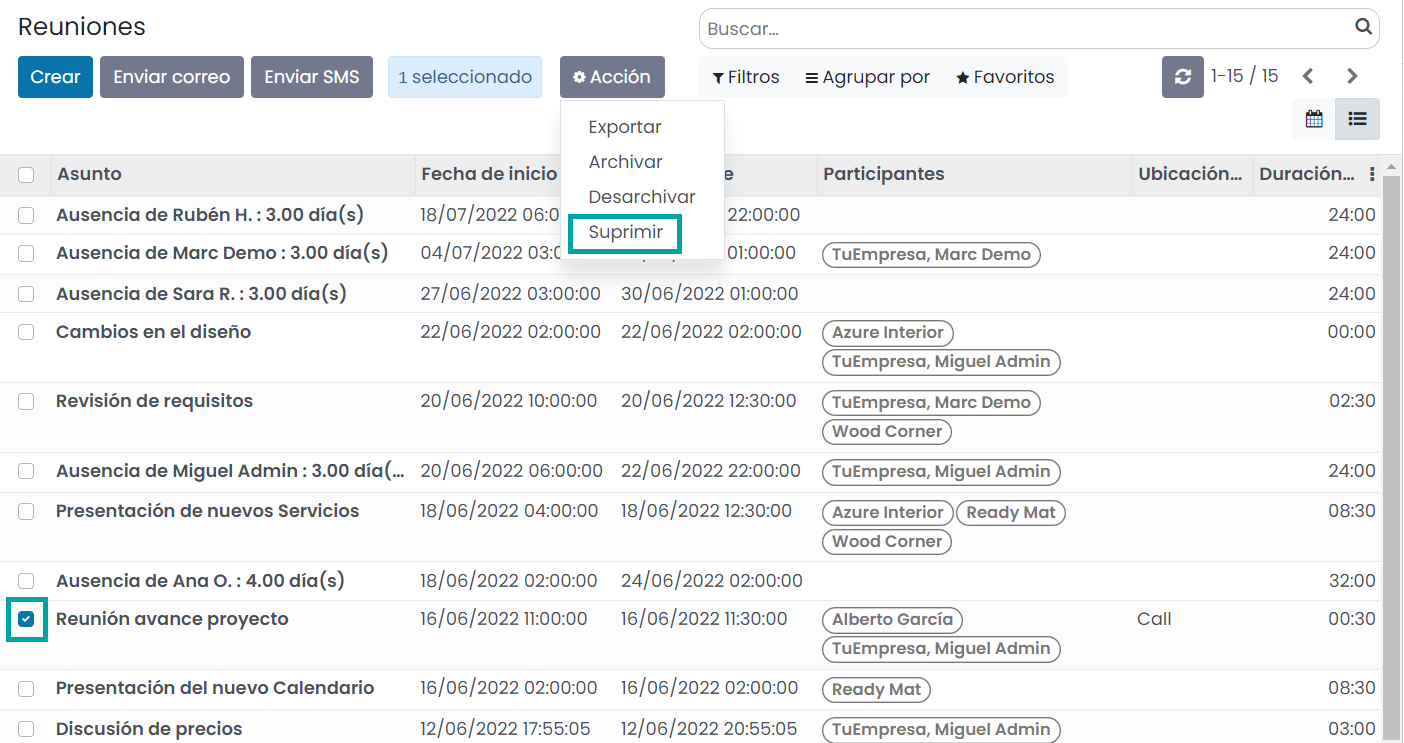 Reuniones
Buscar...
Crear Enviar correo Enviar SMS 1 seleccionado Acción Filtros Agrupar por Favoritos 1-15 / 15
Exportar
Archivar
Desarchivar
Suprimir
Asunto Fecha de inicio e Participantes Ubicación... Duración...
Ausencia de Rubén H. : 3.00 día(s) 18/07/2022 06:0 22:00:00 24:00
Ausencia de Marc Demo : 3.00 día(s) 04/07/2022 03:0 01:00:00 TuEmpresa, Marc Demo 24:00
Ausencia de Sara R. : 3.00 día(s) 27/06/2022 03:00:00 30/06/2022 01:00:00 24:00
Cambios en el diseño 22/06/2022 02:00:00 22/06/2022 02:00:00 Azure Interior 00:00
TuEmpresa, Miguel Admin
Revisión de requisitos 20/06/2022 10:00:00 20/06/2022 12:30:00 TuEmpresa, Marc Demo 02:30
Wood Corner
Ausencia de Miguel Admin : 3.00 día(... 20/06/2022 06:00:00 22/06/2022 22:00:00 TuEmpresa, Miguel Admin 24:00
Presentación de nuevos Servicios 18/06/2022 04:00:00 18/06/2022 12:30:00 Azure Interior Ready Mat 08:30
Wood Corner
Ausencia de Ana O. : 4.00 día(s) 18/06/2022 02:00:00 24/06/2022 02:00:00 32:00
Reunión avance proyecto 16/06/2022 11:00:00 16/06/2022 11:30:00 Alberto García Call 00:30
TuEmpresa, Miguel Admin
Presentación del nuevo Calendario 16/06/2022 02:00:00 16/06/2022 02:00:00 Ready Mat 08:30
Discusión de precios 12/06/2022 17:55:05 12/06/2022 20:55:05 TuEmpresa, Miguel Admin 03:00